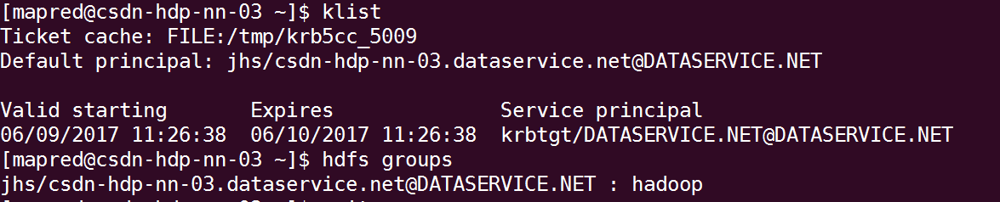 [mapred@csdn-hdp-nn-03 ~]$ klist
Ticket cache: FILE:/tmp/krb5cc_5009
Default principal: jhs/csdn-hdp-nn-03.dataservice.net@DATASERVICE.NET
Valid starting Expires Service principal
06/09/2017 11:26:38 06/10/2017 11:26:38 krbtgt/DATASERVICE.NET@DATASERVICE.NET
[mapred@csdn-hdp-nn-03 ~]$ hdfs groups
jhs/csdn-hdp-nn-03.dataservice.net@DATASERVICE.NET : hadoop